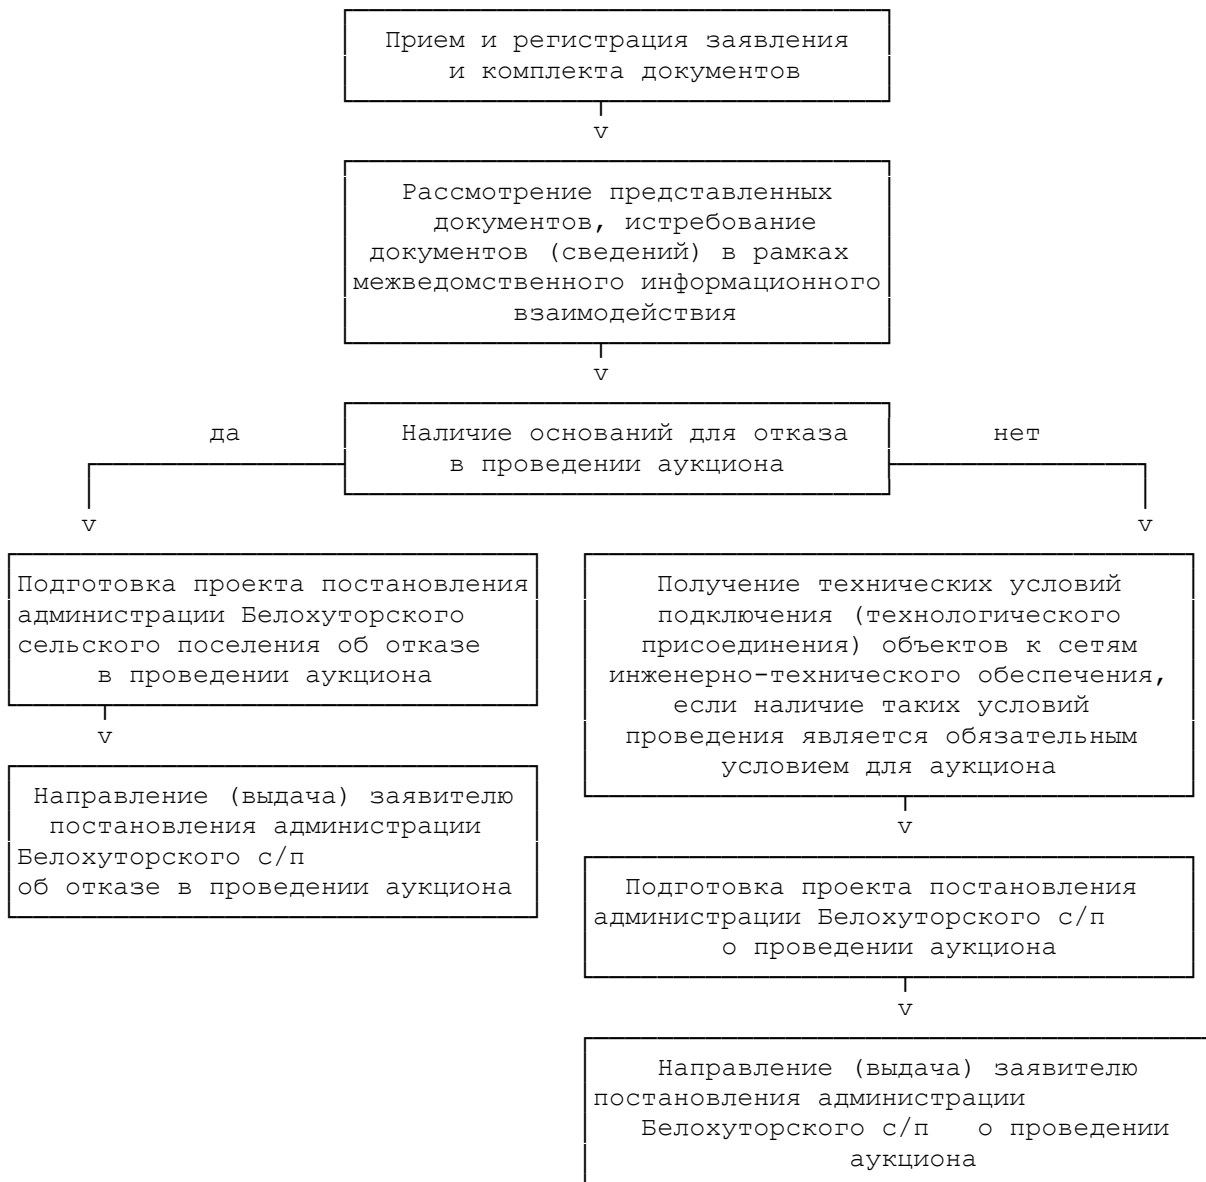 Прием и регистрация заявления
и комплекта документов
v
Рассмотрение представленных
документов, истребование
документов (сведений) в рамках
межведомственного информационного
взаимодействия
v
да
Наличие оснований для отказа
в проведении аукциона
нет
v
v
Подготовка проекта постановления
администрации Белохуторского
сельского поселения об отказе
в проведении аукциона
v
Направление (выдача) заявителю
постановления администрации
Белохуторского с/п
об отказе в проведении аукциона
Получение технических условий
подключения (технологического
присоединения) объектов к сетям
инженерно-технического обеспечения,
если наличие таких условий
проведения является обязательным
условием для аукциона
v
Подготовка проекта постановления
администрации Белохуторского с/п
о проведении аукциона
v
Направление (выдача) заявителю
постановления администрации
Белохуторского с/п о проведении
аукциона